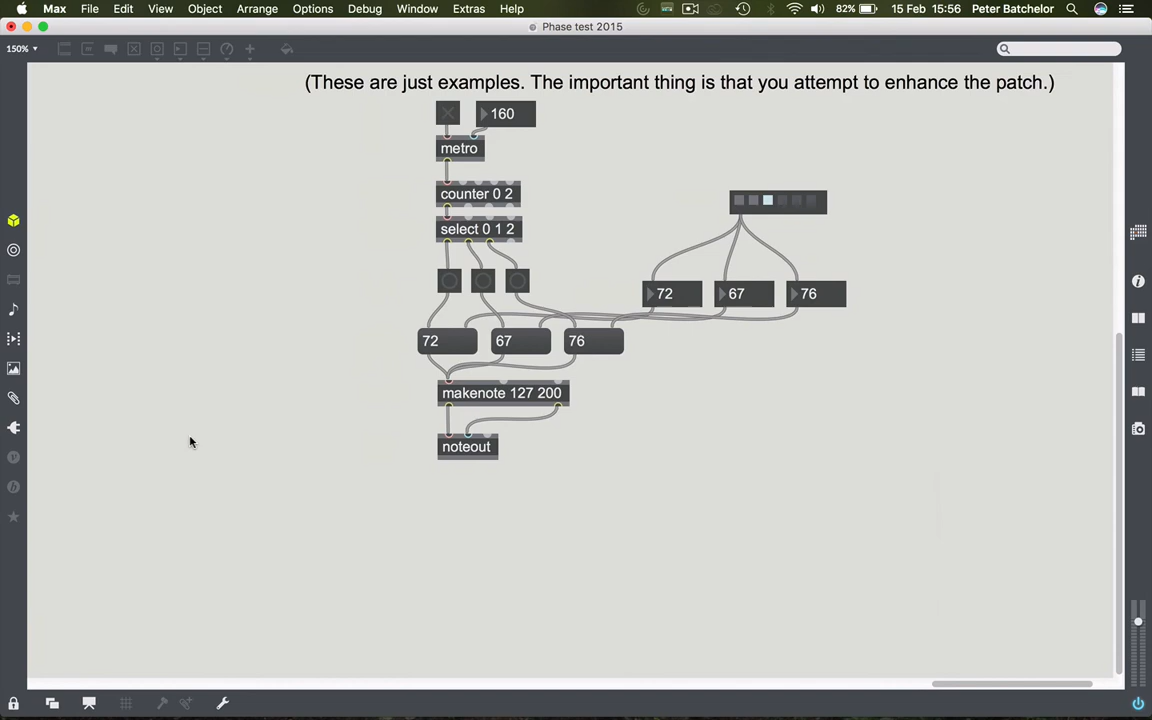 Max File Edit View Object Arrange Options Debug Window Extras Help 82% 15 Feb 15:56 Peter Batchelor
Phase test 2015
150%
(These are just examples. The important thing is that you attempt to enhance the patch.)
160
metro
counter 0 2
select 0 1 2
72 67 76
72 67 76
makenote 127 200
noteout